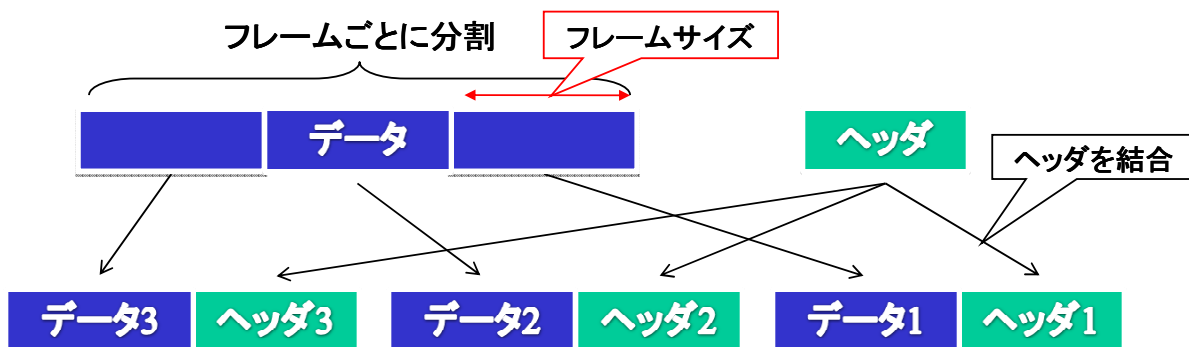 フレームごとに分割
フレームサイズ
データ
ヘッダ
ヘッダを結合
データ3
ヘッダ3
データ2
ヘッダ2
データ1
ヘッダ1